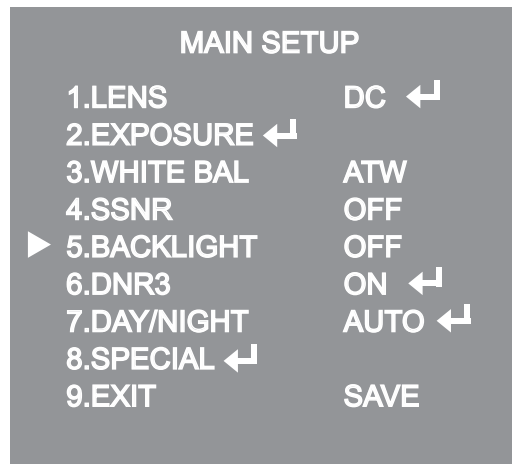 MAIN SETUP
1.LENS DC ↵
2.EXPOSURE ↵
3.WHITE BAL ATW
4.SSNR OFF
▶ 5.BACKLIGHT OFF
6.DNR3 ON ↵
7.DAY/NIGHT AUTO ↵
8.SPECIAL ↵
9.EXIT SAVE